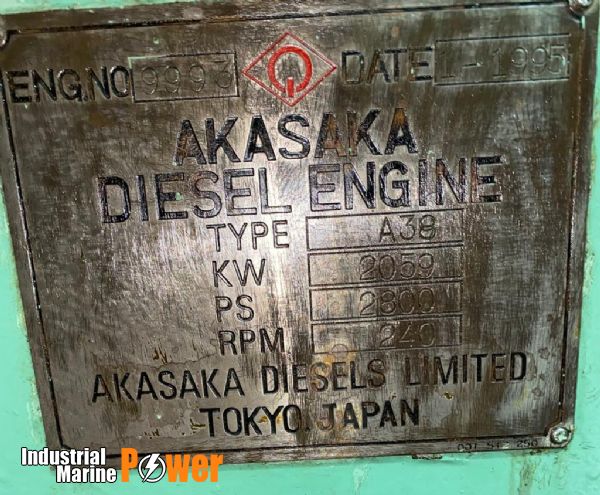 ENG.NO 9993 DATE 1-1995
AKASAKA
DIESEL ENGINE
TYPE A38
KW 2059
PS 2800
RPM 240
AKASAKA DIESELS LIMITED
TOKYO JAPAN
Industrial
Marine Power